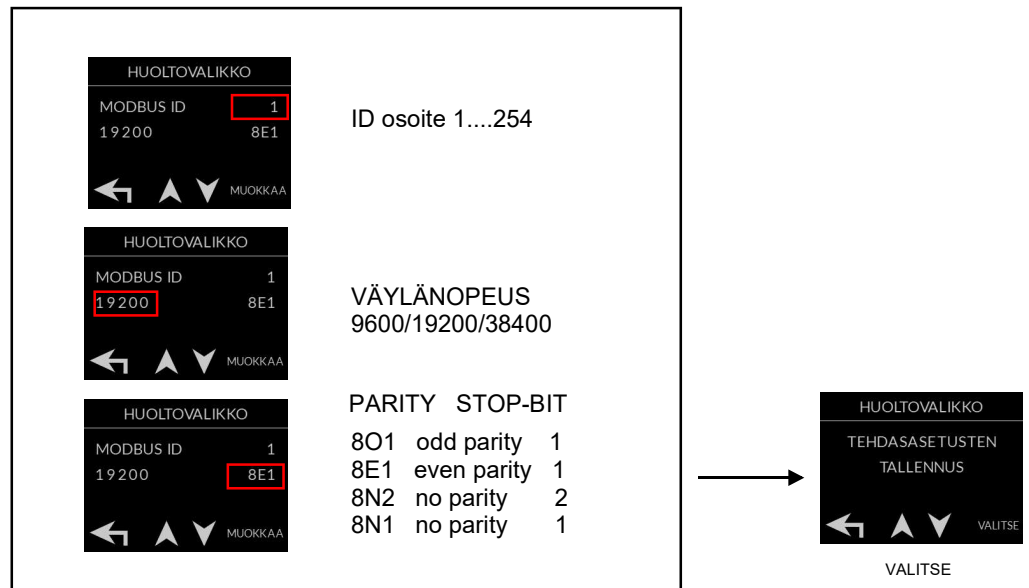 HUOLTOVALIKKO
MODBUS ID 1
19200 8E1
MUOKKAA
ID osoite 1....254
HUOLTOVALIKKO
MODBUS ID 1
19200 8E1
MUOKKAA
VÄYLÄNOPEUS
9600/19200/38400
HUOLTOVALIKKO
MODBUS ID 1
19200 8E1
MUOKKAA
PARITY STOP-BIT
8O1 odd parity 1
8E1 even parity 1
8N2 no parity 2
8N1 no parity 1
HUOLTOVALIKKO
TEHDASASETUSTEN
TALLENNUS
VALITSE
VALITSE